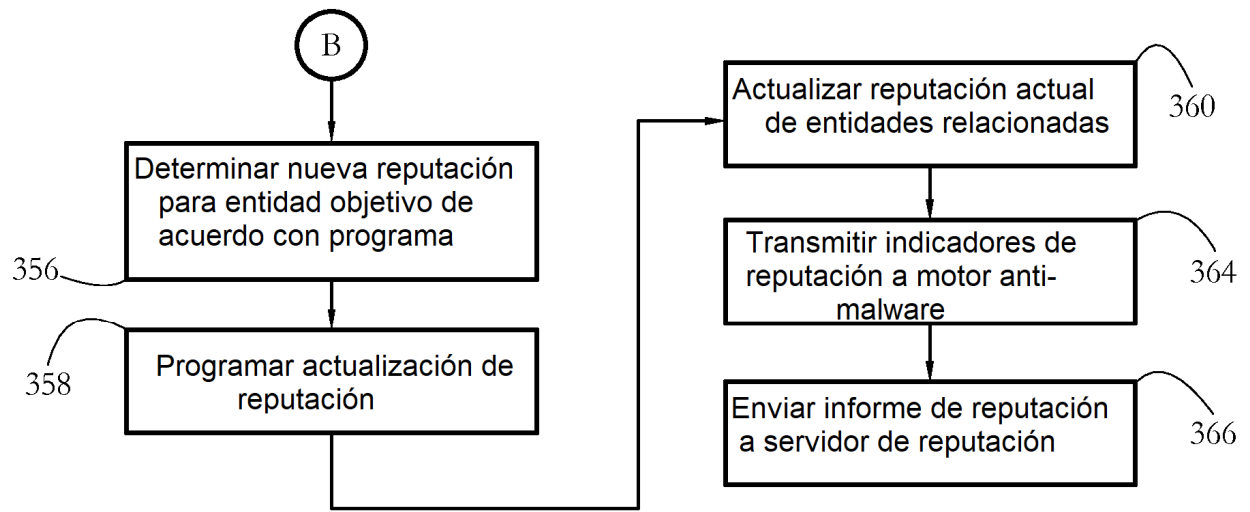 B
Determinar nueva reputación
para entidad objetivo de
acuerdo con programa
356
Programar actualización de
reputación
358
Actualizar reputación actual
de entidades relacionadas
360
Transmitir indicadores de
reputación a motor anti-
malware
364
Enviar informe de reputación
a servidor de reputación
366